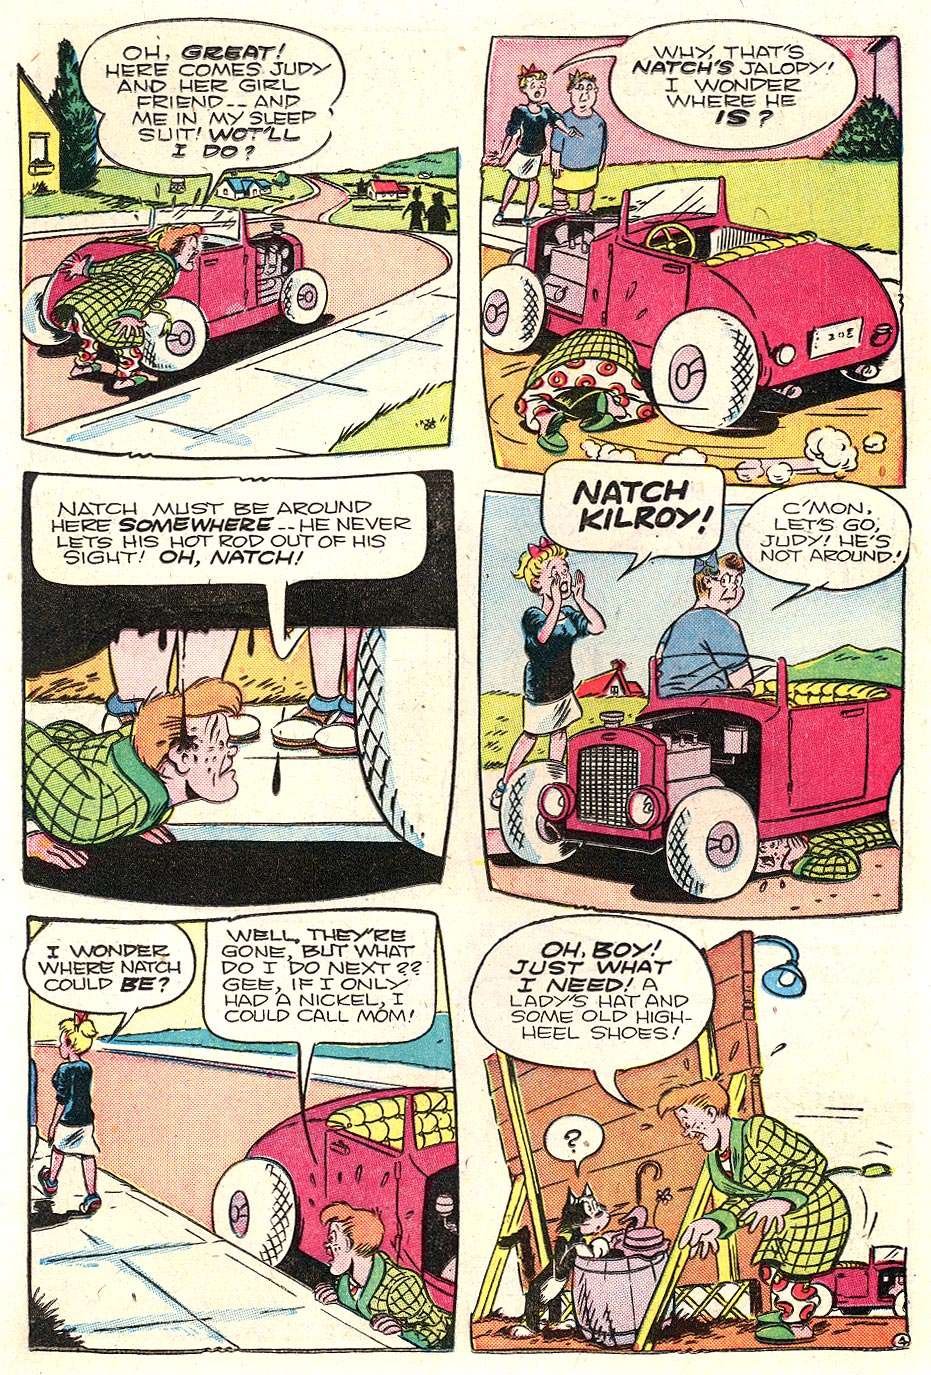 OH, GREAT!
HERE COMES JUDY
AND HER GIRL
FRIEND -- AND
ME IN MY SLEEP
SUIT! WOT'LL
I DO?
WHY, THAT'S
NATCH'S JALOPY!
I WONDER
WHERE HE
IS?
NATCH MUST BE AROUND
HERE SOMEWHERE -- HE NEVER
LETS HIS HOT ROD OUT OF HIS
SIGHT! OH, NATCH!
NATCH
KILROY!
C'MON,
LET'S GO,
JUDY! HE'S
NOT AROUND!
I WONDER
WHERE NATCH
COULD BE?
WELL, THEY'RE
GONE, BUT WHAT
DO I DO NEXT??
GEE, IF I ONLY
HAD A NICKEL, I
COULD CALL MOM!
OH, BOY!
JUST WHAT
I NEED! A
LADY'S HAT AND
SOME OLD HIGH-
HEEL SHOES!
?
4